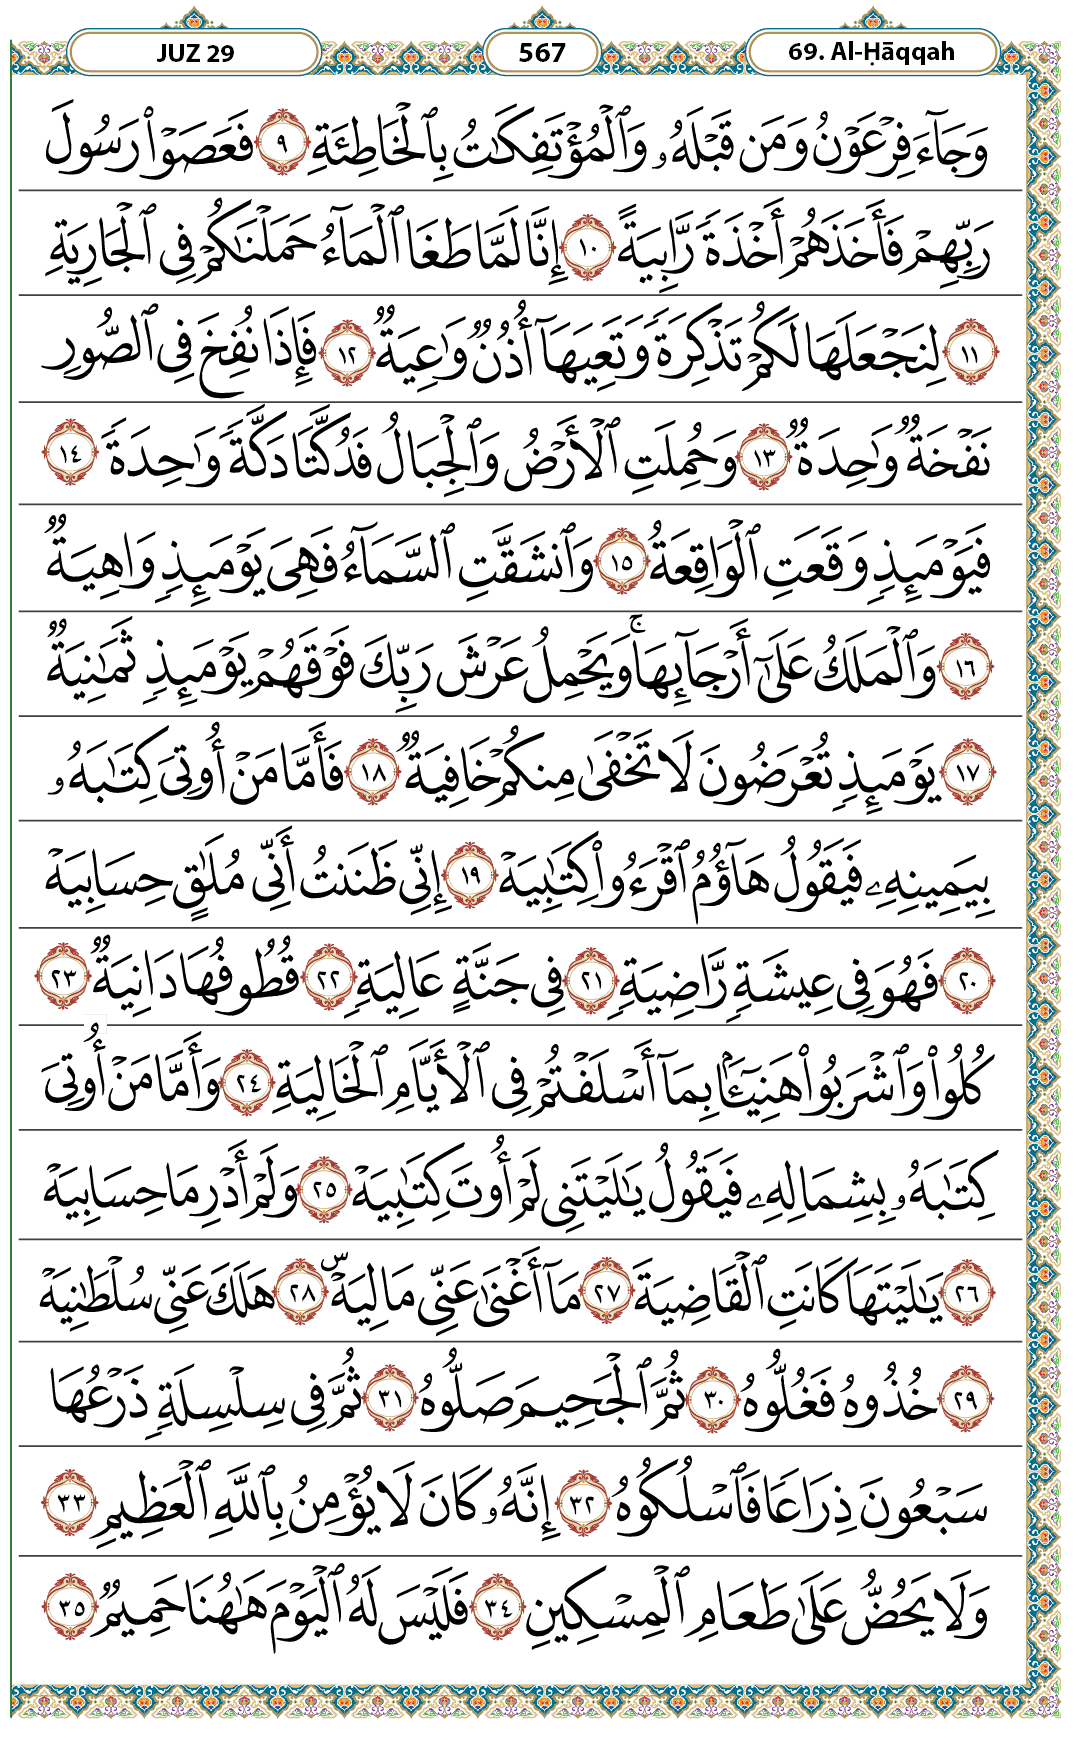 JUZ 29
567
69. Al-Ḥāqqah
وَجَآءَ فِرْعَوْنُ وَمَن قَبْلَهُۥ وَٱلْمُؤْتَفِكَٰتُ بِٱلْخَاطِئَةِ ٩ فَعَصَوْا۟ رَسُولَ
رَبِّهِمْ فَأَخَذَهُمْ أَخْذَةً رَّابِيَةً ١٠ إِنَّا لَمَّا طَغَا ٱلْمَآءُ حَمَلْنَٰكُمْ فِى ٱلْجَارِيَةِ
١١ لِنَجْعَلَهَا لَكُمْ تَذْكِرَةً وَتَعِيَهَآ أُذُنٌ وَٰعِيَةٌ ١٢ فَإِذَا نُفِخَ فِى ٱلصُّورِ
نَفْخَةٌ وَٰحِدَةٌ ١٣ وَحُمِلَتِ ٱلْأَرْضُ وَٱلْجِبَالُ فَدُكَّتَا دَكَّةً وَٰحِدَةً ١٤
فَيَوْمَئِذٍ وَقَعَتِ ٱلْوَاقِعَةُ ١٥ وَٱنشَقَّتِ ٱلسَّمَآءُ فَهِىَ يَوْمَئِذٍ وَاهِيَةٌ
١٦ وَٱلْمَلَكُ عَلَىٰٓ أَرْجَآئِهَا ۚ وَيَحْمِلُ عَرْشَ رَبِّكَ فَوْقَهُمْ يَوْمَئِذٍ ثَمَٰنِيَةٌ
١٧ يَوْمَئِذٍ تُعْرَضُونَ لَا تَخْفَىٰ مِنكُمْ خَافِيَةٌ ١٨ فَأَمَّا مَنْ أُوتِىَ كِتَٰبَهُۥ
بِيَمِينِهِۦ فَيَقُولُ هَآؤُمُ ٱقْرَءُوا۟ كِتَٰبِيَهْ ١٩ إِنِّى ظَنَنتُ أَنِّى مُلَٰقٍ حِسَابِيَهْ
٢٠ فَهُوَ فِى عِيشَةٍ رَّاضِيَةٍ ٢١ فِى جَنَّةٍ عَالِيَةٍ ٢٢ قُطُوفُهَا دَانِيَةٌ ٢٣
كُلُوا۟ وَٱشْرَبُوا۟ هَنِيٓـًٔۢا بِمَآ أَسْلَفْتُمْ فِى ٱلْأَيَّامِ ٱلْخَالِيَةِ ٢٤ وَأَمَّا مَنْ أُوتِىَ
كِتَٰبَهُۥ بِشِمَالِهِۦ فَيَقُولُ يَٰلَيْتَنِى لَمْ أُوتَ كِتَٰبِيَهْ ٢٥ وَلَمْ أَدْرِ مَا حِسَابِيَهْ
٢٦ يَٰلَيْتَهَا كَانَتِ ٱلْقَاضِيَةَ ٢٧ مَآ أَغْنَىٰ عَنِّى مَالِيَهْ ۜ ٢٨ هَلَكَ عَنِّى سُلْطَٰنِيَهْ
٢٩ خُذُوهُ فَغُلُّوهُ ٣٠ ثُمَّ ٱلْجَحِيمَ صَلُّوهُ ٣١ ثُمَّ فِى سِلْسِلَةٍ ذَرْعُهَا
سَبْعُونَ ذِرَاعًا فَٱسْلُكُوهُ ٣٢ إِنَّهُۥ كَانَ لَا يُؤْمِنُ بِٱللَّهِ ٱلْعَظِيمِ ٣٣
وَلَا يَحُضُّ عَلَىٰ طَعَامِ ٱلْمِسْكِينِ ٣٤ فَلَيْسَ لَهُ ٱلْيَوْمَ هَٰهُنَا حَمِيمٌ ٣٥